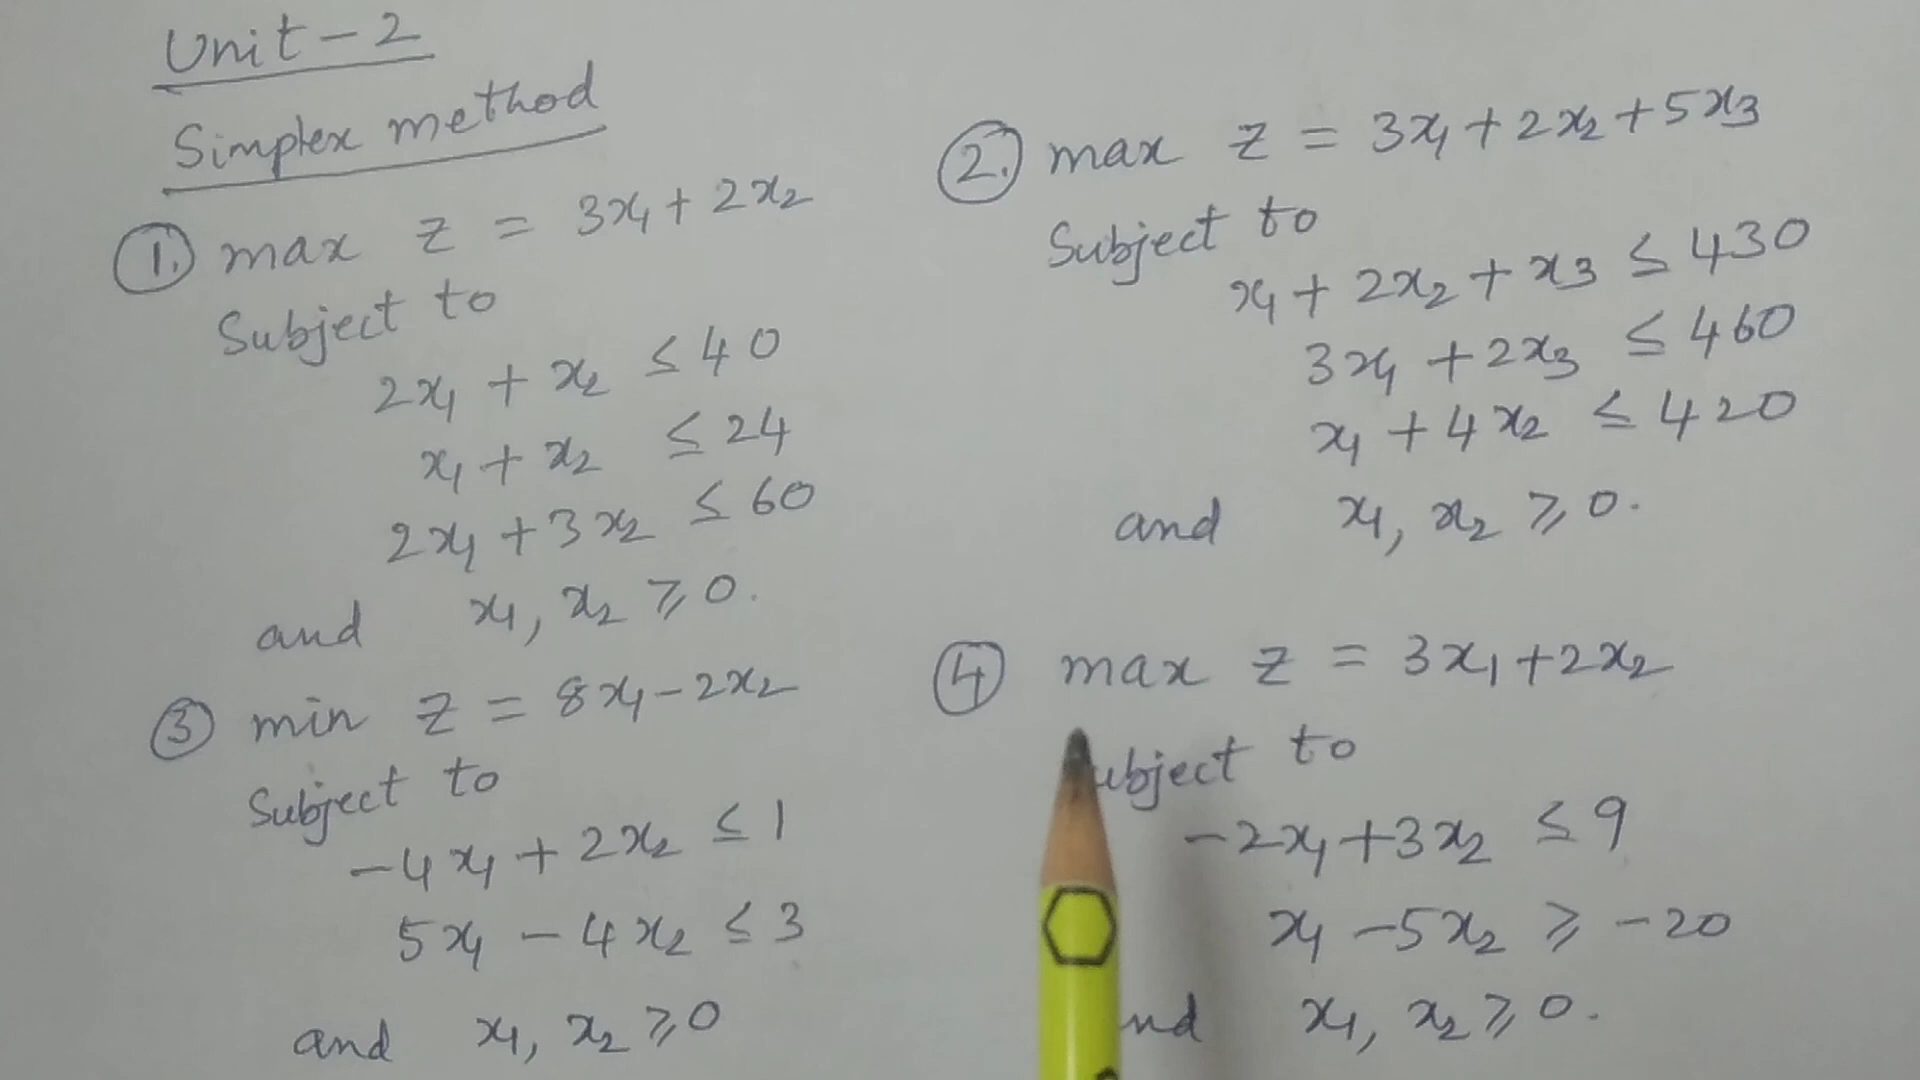 Unit - 2
Simplex method
①. max z = 3x₁ + 2x₂
Subject to
2x₁ + x₂ ≤ 40
x₁ + x₂ ≤ 24
2x₁ + 3x₂ ≤ 60
and x₁, x₂ ≥ 0.
②. max z = 3x₁ + 2x₂ + 5x₃
Subject to
x₁ + 2x₂ + x₃ ≤ 430
3x₁ + 2x₃ ≤ 460
x₁ + 4x₂ ≤ 420
and x₁, x₂ ≥ 0.
③ min z = 8x₁ - 2x₂
Subject to
-4x₁ + 2x₂ ≤ 1
5x₁ - 4x₂ ≤ 3
and x₁, x₂ ≥ 0
④ max z = 3x₁ + 2x₂
ubject to
-2x₁ + 3x₂ ≤ 9
x₁ - 5x₂ ≥ -20
nd x₁, x₂ ≥ 0.